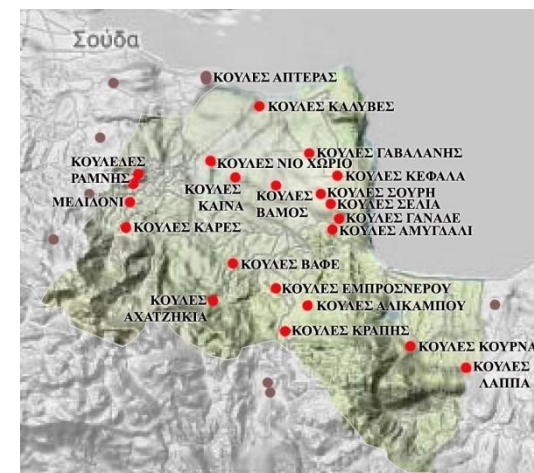 Σούδα
ΚΟΥΛΕΣ ΑΠΤΕΡΑΣ
ΚΟΥΛΕΣ ΚΑΛΥΒΕΣ
ΚΟΥΛΕΣ ΓΑΒΑΛΑΝΗΣ
ΚΟΥΛΕΔΕΣ
ΡΑΜΝΗΣ
ΚΟΥΛΕΣ ΝΙΟ ΧΩΡΙΟ
ΚΟΥΛΕΣ ΚΕΦΑΛΑ
ΚΟΥΛΕΣ
ΚΑΙΝΑ
ΚΟΥΛΕΣ
ΒΑΜΟΣ
ΚΟΥΛΕΣ ΣΟΥΡΗ
ΜΕΛΙΔΟΝΙ
ΚΟΥΛΕΣ ΣΕΛΙΑ
ΚΟΥΛΕΣ ΓΑΝΑΔΕ
ΚΟΥΛΕΣ ΚΑΡΕΣ
ΚΟΥΛΕΣ ΑΜΥΓΔΑΛΙ
ΚΟΥΛΕΣ ΒΑΦΕ
ΚΟΥΛΕΣ ΕΜΠΡΟΣΝΕΡΟΥ
ΚΟΥΛΕΣ
ΑΧΑΤΖΗΚΙΑ
ΚΟΥΛΕΣ ΑΛΙΚΑΜΠΟΥ
ΚΟΥΛΕΣ ΚΡΑΠΗΣ
ΚΟΥΛΕΣ ΚΟΥΡΝΑ
ΚΟΥΛΕΣ
ΛΑΠΠΑ